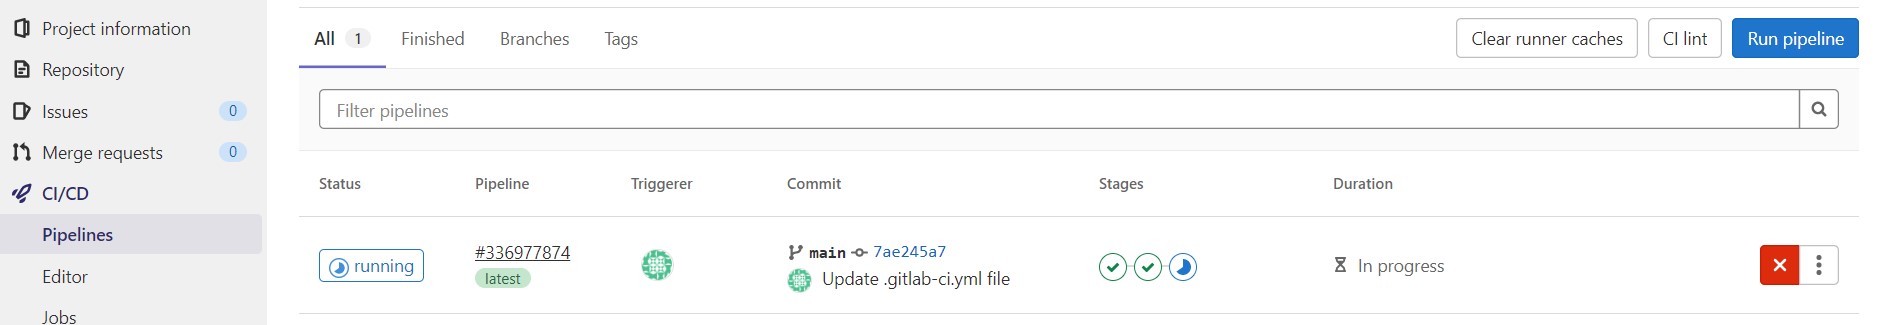 Project information
Repository
Issues 0
Merge requests 0
CI/CD
Pipelines
Editor
Jobs
All 1 Finished Branches Tags Clear runner caches CI lint Run pipeline
Filter pipelines
Status Pipeline Triggerer Commit Stages Duration
running #336977874 main 7ae245a7 In progress
latest Update .gitlab-ci.yml file